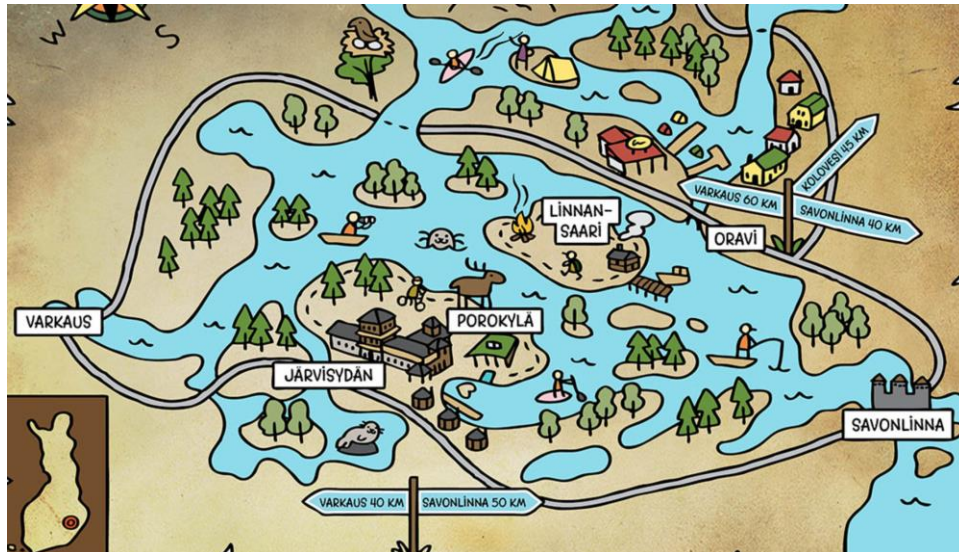 W
S
LINNAN-
SAARI
VARKAUS 60 KM
KOLOVESI 45 KM
SAVONLINNA 40 KM
ORAVI
VARKAUS
POROKYLÄ
JÄRVISYDÄN
SAVONLINNA
VARKAUS 40 KM
SAVONLINNA 50 KM